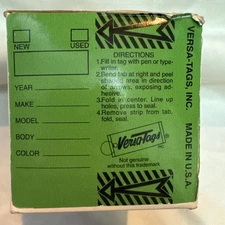 NEW
USED
YEAR
MAKE
MODEL
BODY
COLOR
DIRECTIONS
1.Fill in tag with pen or type-
writer.
2.Bend tab at right and peel
shaded area in direction of
arrows, exposing ad-
hesive.
3.Fold in center. Line up
holes, press to seal.
4.Remove strip from tab,
fold, seal.
Versa-Tags
INC.
Not genuine
without this trademark.
VERSA-TAGS, INC.
MADE IN U.S.A.